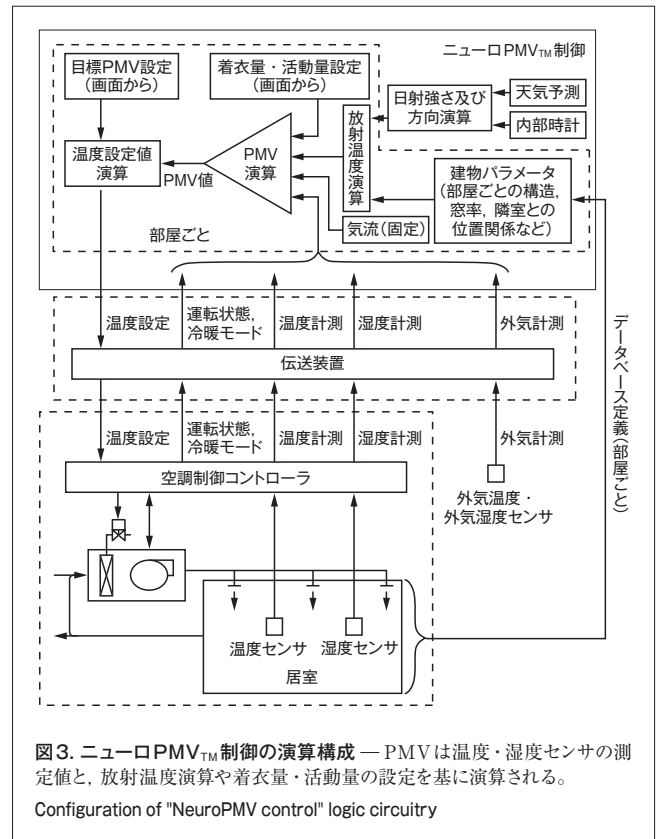 ニューロPMV™制御
目標PMV設定
(画面から)
着衣量・活動量設定
(画面から)
日射強さ及び
方向演算
天気予測
内部時計
温度設定値
演算
PMV値
PMV
演算
放射温度演算
建物パラメータ
(部屋ごとの構造,
窓率, 隣室との
位置関係など)
気流(固定)
部屋ごと
温度設定
運転状態,
冷暖モード
温度計測
湿度計測
外気計測
伝送装置
温度設定
運転状態,
冷暖モード
温度計測
湿度計測
外気計測
データベース定義(部屋ごと)
空調制御コントローラ
外気温度・
外気湿度センサ
温度センサ
湿度センサ
居室
図3. ニューロPMV™制御の演算構成 — PMVは温度・湿度センサの測
定値と, 放射温度演算や着衣量・活動量の設定を基に演算される。
Configuration of "NeuroPMV control" logic circuitry